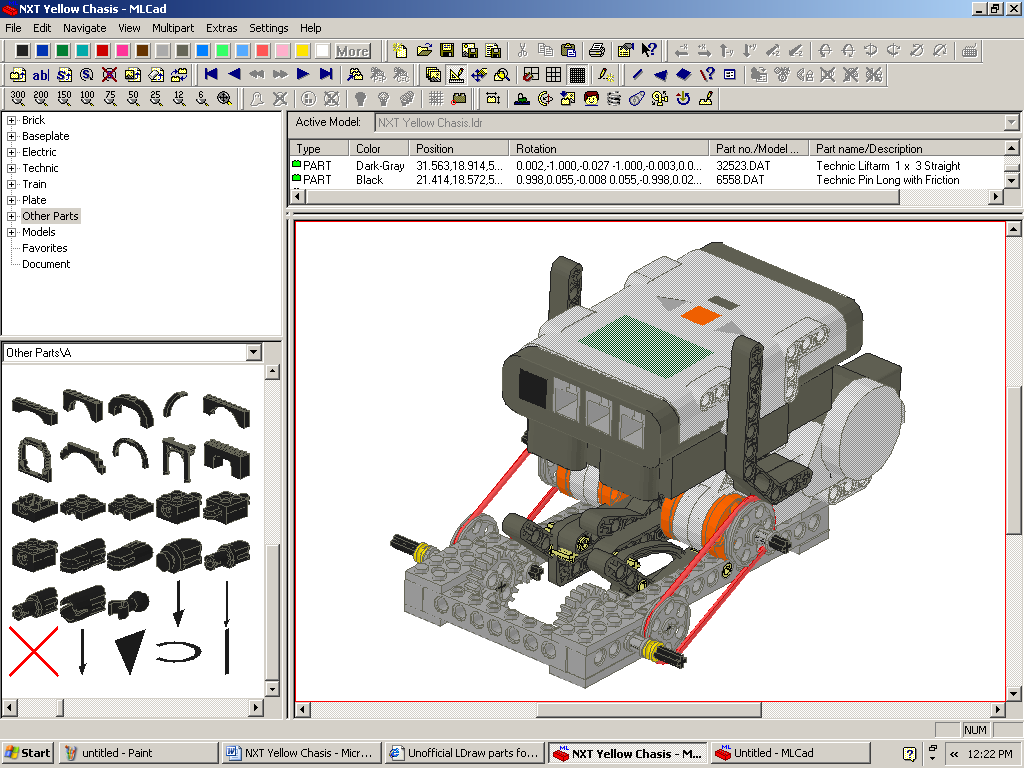 NXT Yellow Chasis - MLCad
File Edit Navigate View Multipart Extras Settings Help
More
ab|
300 200 150 100 75 50 25 12 6
Brick
Baseplate
Electric
Technic
Train
Plate
Other Parts
Models
Favorites
Document
Other Parts\A
Active Model: NXT Yellow Chasis.ldr
Type Color Position Rotation Part no./Model ... Part name/Description
PART Dark-Gray 31.563,18.914,5... 0.002,-1.000,-0.027 -1.000,-0.003,0.0... 32523.DAT Technic Liftarm 1 x 3 Straight
PART Black 21.414,18.572,5... 0.998,0.055,-0.008 0.055,-0.998,0.02... 6558.DAT Technic Pin Long with Friction
NUM
Start untitled - Paint NXT Yellow Chasis - Micr... Unofficial LDraw parts fo... NXT Yellow Chasis - M... Untitled - MLCad 12:22 PM